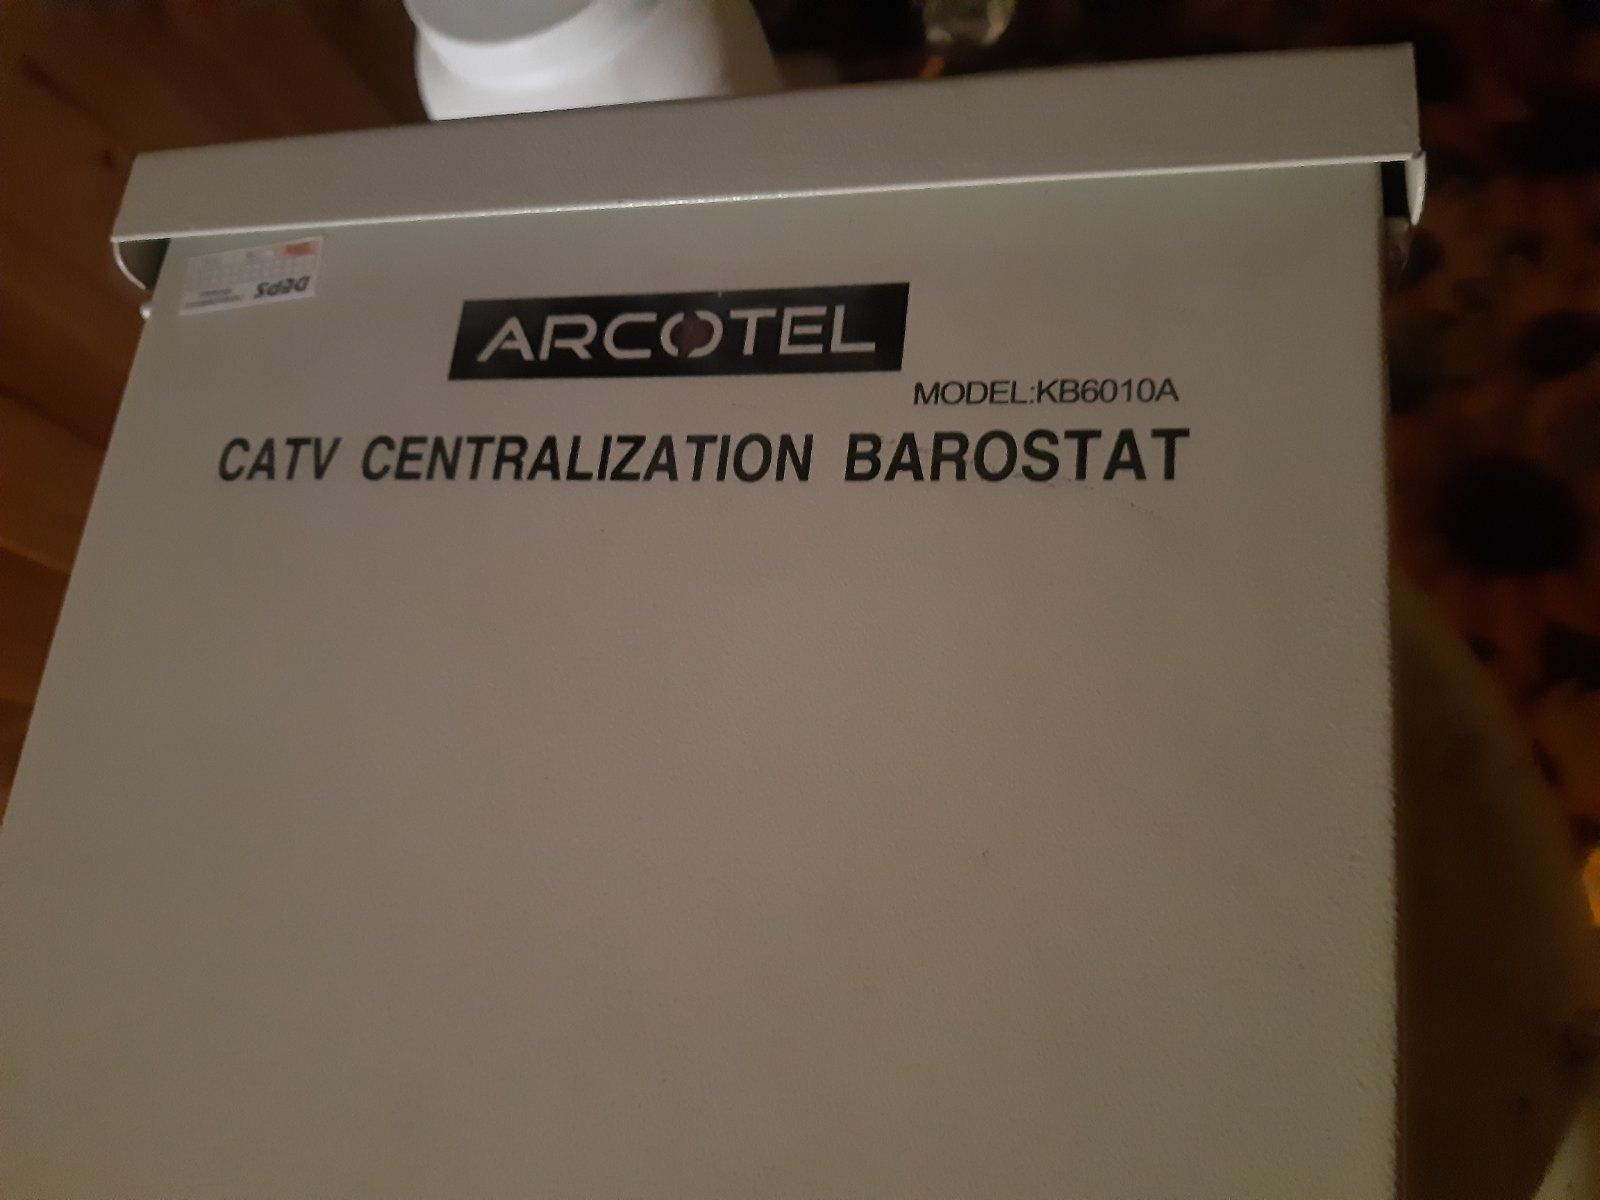 Deps
ARCOTEL
MODEL:KB6010A
CATV CENTRALIZATION BAROSTAT